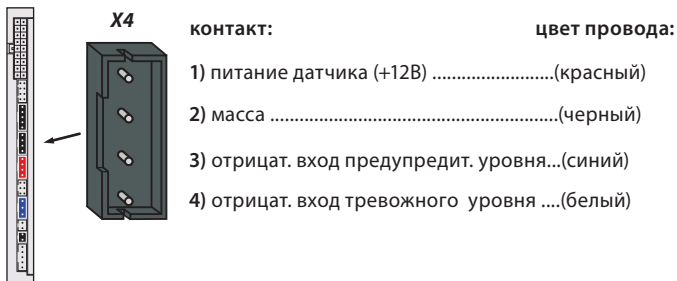 X4
контакт: цвет провода:
1) питание датчика (+12В) .........................(красный)
2) масса ...........................................................(черный)
3) отрицат. вход предупредит. уровня...(синий)
4) отрицат. вход тревожного уровня ....(белый)